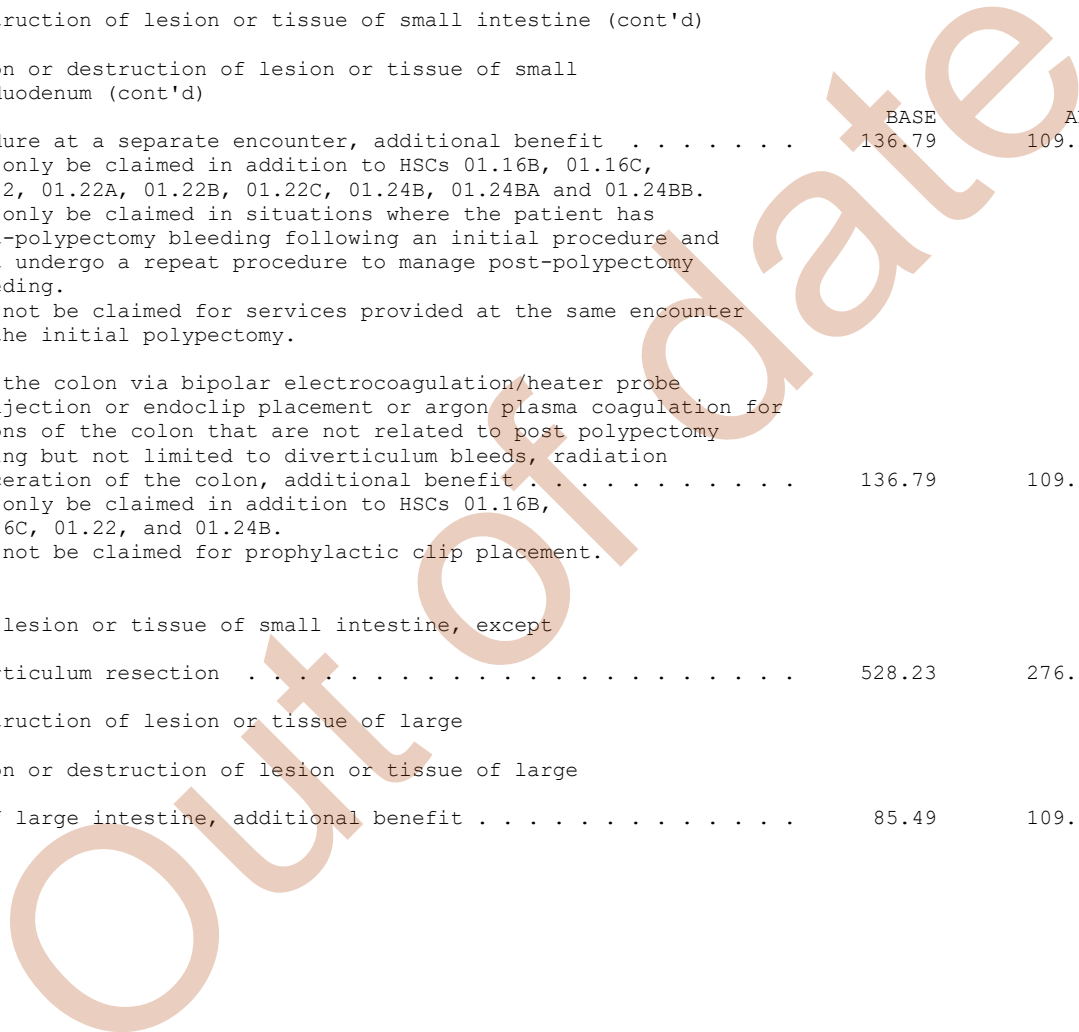 truction of lesion or tissue of small intestine (cont'd)
on or destruction of lesion or tissue of small
duodenum (cont'd)
BASE A
dure at a separate encounter, additional benefit . . . . . . . 136.79 109.
only be claimed in addition to HSCs 01.16B, 01.16C,
2, 01.22A, 01.22B, 01.22C, 01.24B, 01.24BA and 01.24BB.
only be claimed in situations where the patient has
-polypectomy bleeding following an initial procedure and
undergo a repeat procedure to manage post-polypectomy
eding.
not be claimed for services provided at the same encounter
he initial polypectomy.
the colon via bipolar electrocoagulation/heater probe
jection or endoclip placement or argon plasma coagulation for
ons of the colon that are not related to post polypectomy
ng but not limited to diverticulum bleeds, radiation
ceration of the colon, additional benefit . . . . . . . . . . . 136.79 109.
only be claimed in addition to HSCs 01.16B,
6C, 01.22, and 01.24B.
not be claimed for prophylactic clip placement.
lesion or tissue of small intestine, except
rticulum resection . . . . . . . . . . . . . . . . . . . . . . 528.23 276.
truction of lesion or tissue of large
on or destruction of lesion or tissue of large
large intestine, additional benefit . . . . . . . . . . . . . 85.49 109.
Out of date